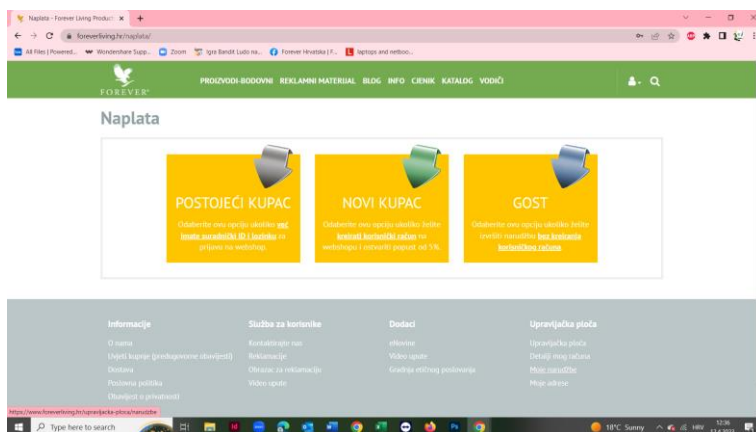 Naplata - Forever Living Product
foreverliving.hr/naplata/
All Files | Powered...
Wondershare Supp...
Zoom
Igra Bandit Ludo na...
Forever Hrvatska | F...
laptops and netboo...
FOREVER
PROIZVODI-BODOVNI REKLAMNI MATERIJAL BLOG INFO CJENIK KATALOG VODIČI
Naplata
POSTOJEĆI KUPAC
Odaberite ovu opciju ukoliko već
imate suradnički ID i lozinku za
prijavu na webshop.
NOVI KUPAC
Odaberite ovu opciju ukoliko želite
kreirati korisnički račun na
webshopu i ostvariti popust od 5%.
GOST
Odaberite ovu opciju ukoliko želite
izvršiti narudžbu bez kreiranja
korisničkog računa.
Informacije
O nama
Uvjeti kupnje (predugovorne obavijesti)
Dostava
Poslovna politika
Obavijest o privatnosti
Služba za korisnike
Kontaktirajte nas
Reklamacije
Obrazac za reklamaciju
Video upute
Dodaci
eNovine
Video upute
Gradnja etičnog poslovanja
Upravljačka ploča
Upravljačka ploča
Detalji mog računa
Moje narudžbe
Moje adrese
https://www.foreverliving.hr/upravljacka-ploca/narudzbe
Type here to search
18°C Sunny
HRV
12:36